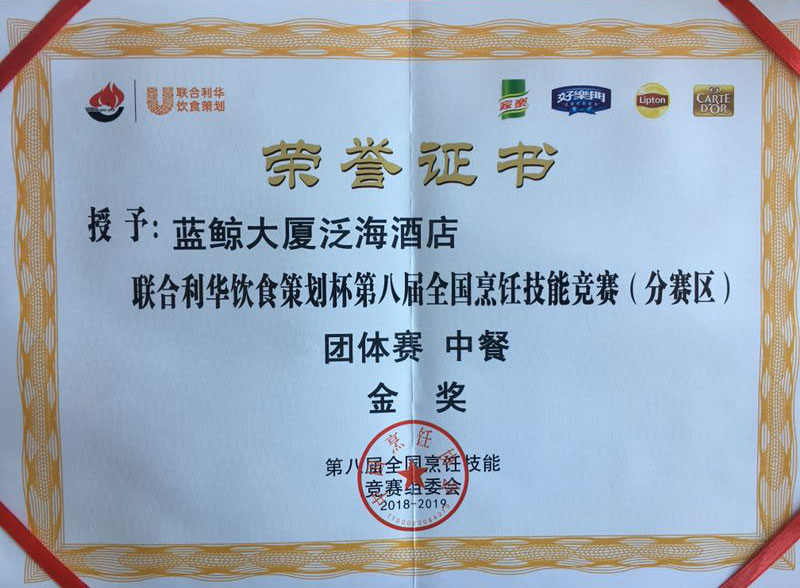 联合利华
饮食策划
家乐
好樂門
Lipton
CARTE
D'OR
荣誉证书
授予:蓝鲸大厦泛海酒店
联合利华饮食策划杯第八届全国烹饪技能竞赛(分赛区)
团体赛 中餐
金 奖
第八届全国烹饪技能
竞赛组委会
2018-2019